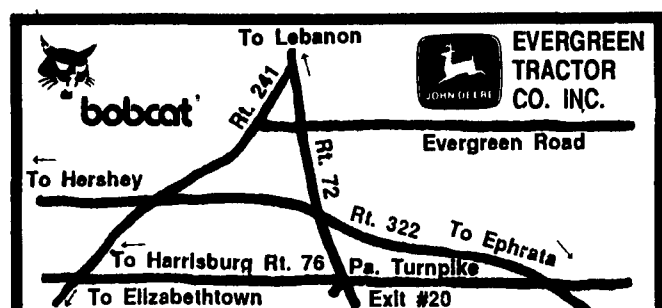 To Lebanon
bobcat
JOHN DEERE
EVERGREEN
TRACTOR
CO. INC.
Rt. 241
Evergreen Road
Rt. 72
To Hershey
Rt. 322
To Ephrata
To Harrisburg Rt. 76
Pa. Turnpike
To Elizabethtown
Exit #20